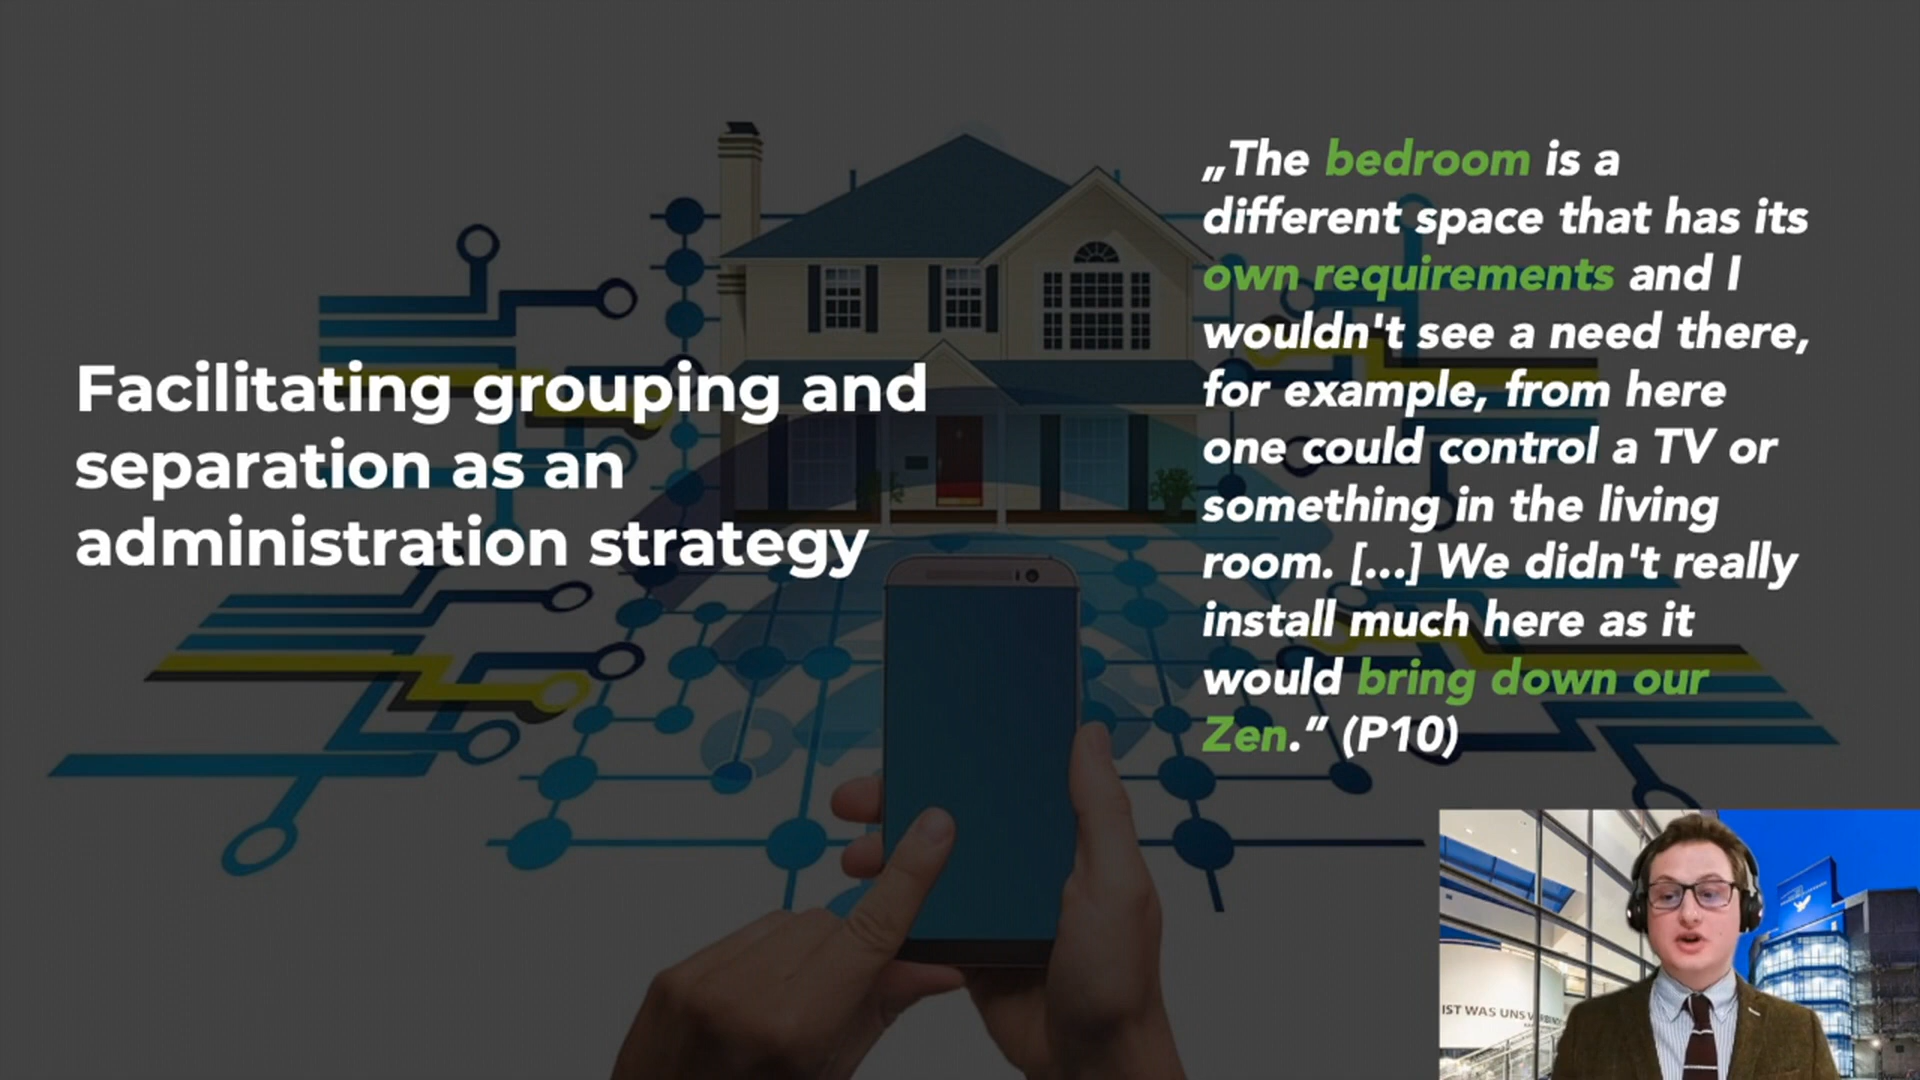 Facilitating grouping and
separation as an
administration strategy
„The bedroom is a
different space that has its
own requirements and I
wouldn't see a need there,
for example, from here
one could control a TV or
something in the living
room. [...] We didn't really
install much here as it
would bring down our
Zen.” (P10)
IST WAS UNS